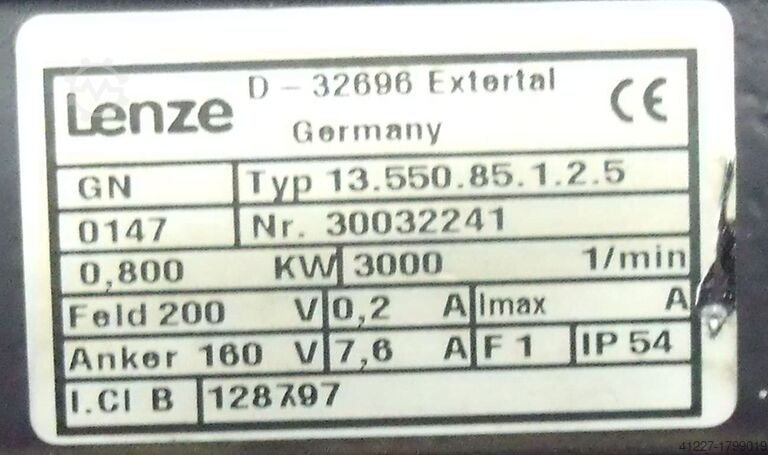 Lenze D - 32696 Extertal
Germany CE
GN Typ 13.550.85.1.2.5
0147 Nr. 30032241
0,800 KW 3000 1/min
Feld 200 V 0,2 A Imax A
Anker 160 V 7,6 A F 1 IP 54
I.Cl B
41227-1799019